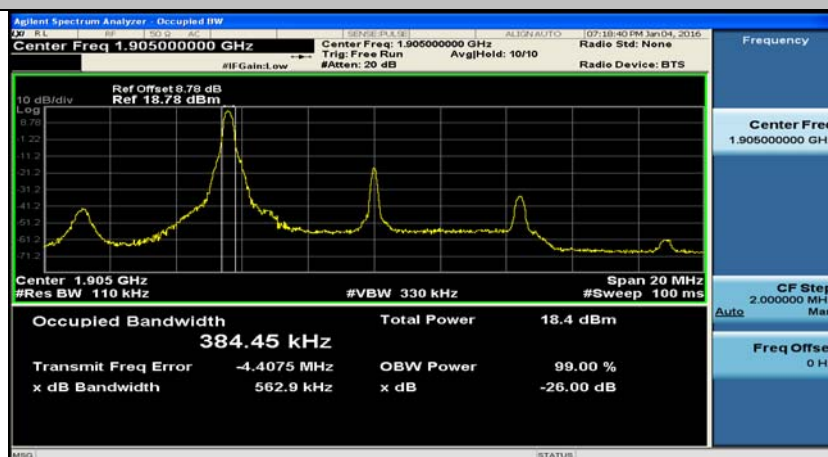 Agilent Spectrum Analyzer - Occupied BW
RL RF 50 Ω AC SENSE:PULSE ALIGN AUTO 07:18:40 PM Jan 04, 2016
Center Freq 1.905000000 GHz
Center Freq: 1.905000000 GHz
Radio Std: None
Trig: Free Run Avg|Hold: 10/10
#IFGain:Low #Atten: 20 dB Radio Device: BTS
Ref Offset 8.78 dB
10 dB/div Ref 18.78 dBm
Log
8.78
-1.22
-11.2
-21.2
-31.2
-41.2
-51.2
-61.2
-71.2
Center 1.905 GHz Span 20 MHz
#Res BW 110 kHz #VBW 330 kHz #Sweep 100 ms
Occupied Bandwidth Total Power 18.4 dBm
384.45 kHz
Transmit Freq Error -4.4075 MHz OBW Power 99.00 %
x dB Bandwidth 562.9 kHz x dB -26.00 dB
MSG STATUS
Frequency
Center Fre
1.905000000 GH
CF Step
2.000000 MH
Auto Ma
Freq Offse
0 H